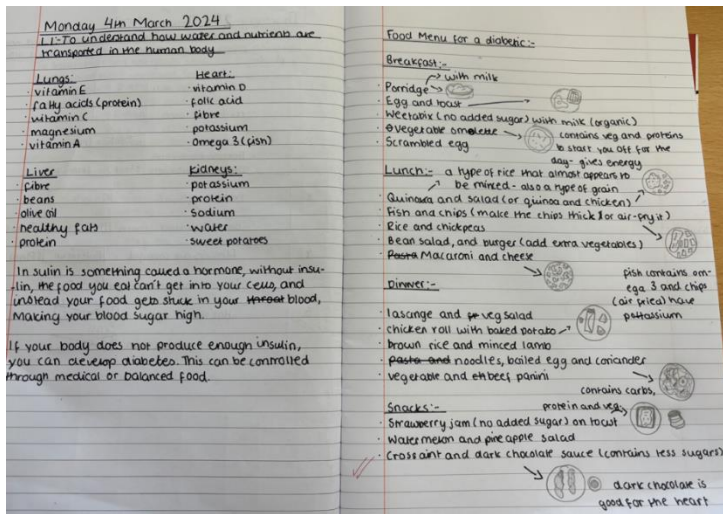 Monday 4th March 2024
LI:-To understand how water and nutrients are
transported in the human body
Lungs:
· vitamin E
· fatty acids (protein)
· vitamin C
· magnesium
· vitamin A
Heart:
· vitamin D
· folic acid
· fibre
· potassium
· Omega 3 (fish)
Liver
· fibre
· beans
· olive oil
· healthy fats
· protein
Kidneys:
· potassium
· protein
· sodium
· water
· sweet potatoes
Insulin is something called a hormone, without insu-
lin, the food you eat can't get into your cells, and
instead your food gets stuck in your throat blood,
Making your blood sugar high.
If your body does not produce enough insulin,
you can develop diabetes. This can be controlled
through medical or balanced food.
Food Menu for a diabetic:-
Breakfast:-
with milk
· Porridge
· Egg and toast
· Weetabix (no added sugar) with milk (organic)
· Vegetable omelette
contains veg and proteins
to start you off for the
day- gives energy
· Scrambled egg
Lunch:-
a type of rice that almost appears to
be minced - also a type of grain
· Quinowa and salad (or quinoa and chicken)
· Fish and chips (make the chips thick/or air-fry it)
· Rice and chickpeas
· Bean salad, and burger (add extra vegetables)
· Pasta Macaroni and cheese
fish contains om-
ega 3 and chips
(air fried) have
pottassium
Dinner:-
· lasange and veg salad
· chicken roll with baked potato
· brown rice and minced lamb
· pasta and noodles, boiled egg and coriander
· vegetable and beef panini
contains carbs,
protein and veg.
Snacks:-
· Strawberry jam (no added sugar) on toast
· Watermelon and pineapple salad
· Crossaint and dark chocolate sauce (contains less sugars)
dark chocolate is
good for the heart